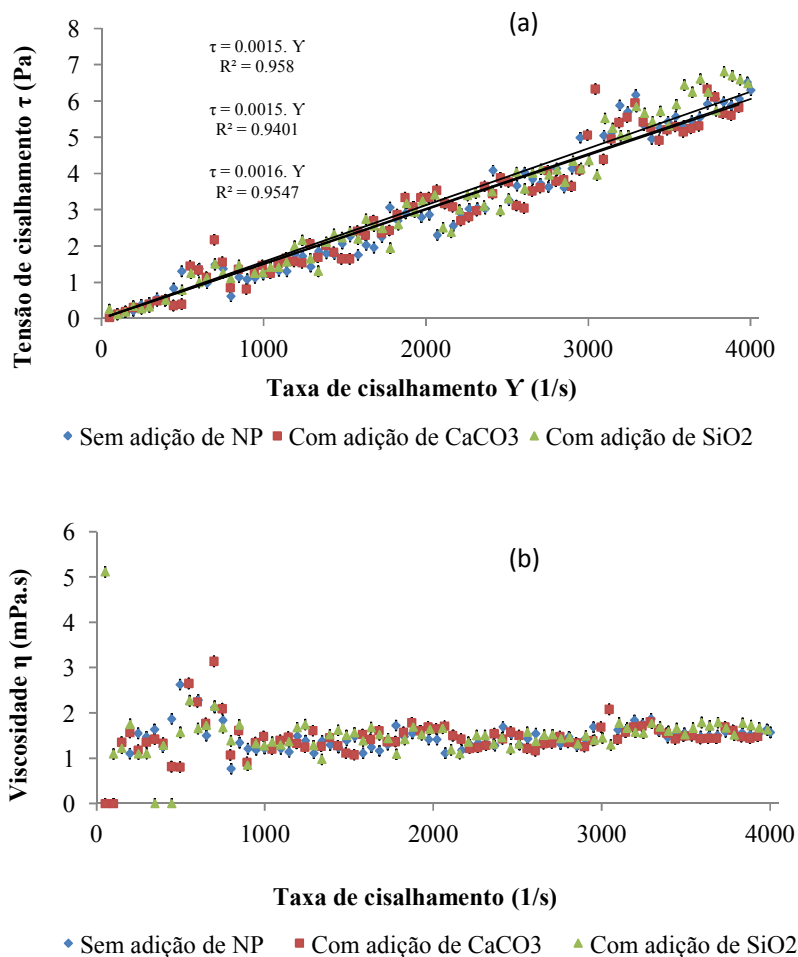 (a)
τ = 0.0015. ϒ
R² = 0.958
τ = 0.0015. ϒ
R² = 0.9401
τ = 0.0016. ϒ
R² = 0.9547
Tensão de cisalhamento τ (Pa)
8
7
6
5
4
3
2
1
0
0 1000 2000 3000 4000
Taxa de cisalhamento ϒ (1/s)
Sem adição de NP Com adição de CaCO3 Com adição de SiO2
(b)
Viscosidade η (mPa.s)
6
5
4
3
2
1
0
0 1000 2000 3000 4000
Taxa de cisalhamento (1/s)
Sem adição de NP Com adição de CaCO3 Com adição de SiO2